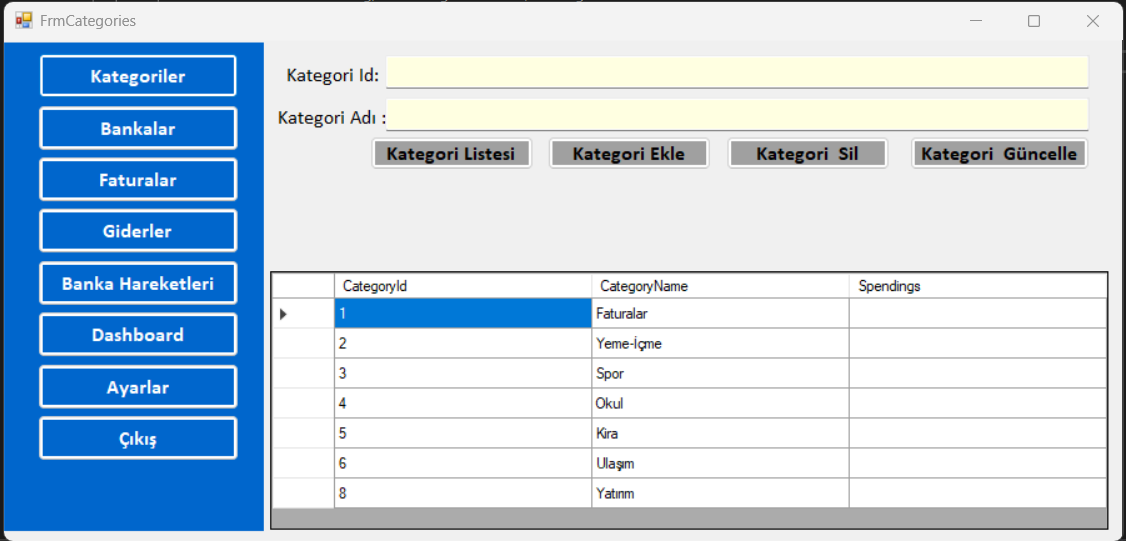 FrmCategories
Kategoriler
Bankalar
Faturalar
Giderler
Banka Hareketleri
Dashboard
Ayarlar
Çıkış
Kategori Id:
Kategori Adı :
Kategori Listesi Kategori Ekle Kategori Sil Kategori Güncelle
CategoryId CategoryName Spendings
1 Faturalar
2 Yeme-İçme
3 Spor
4 Okul
5 Kira
6 Ulaşım
8 Yatırım